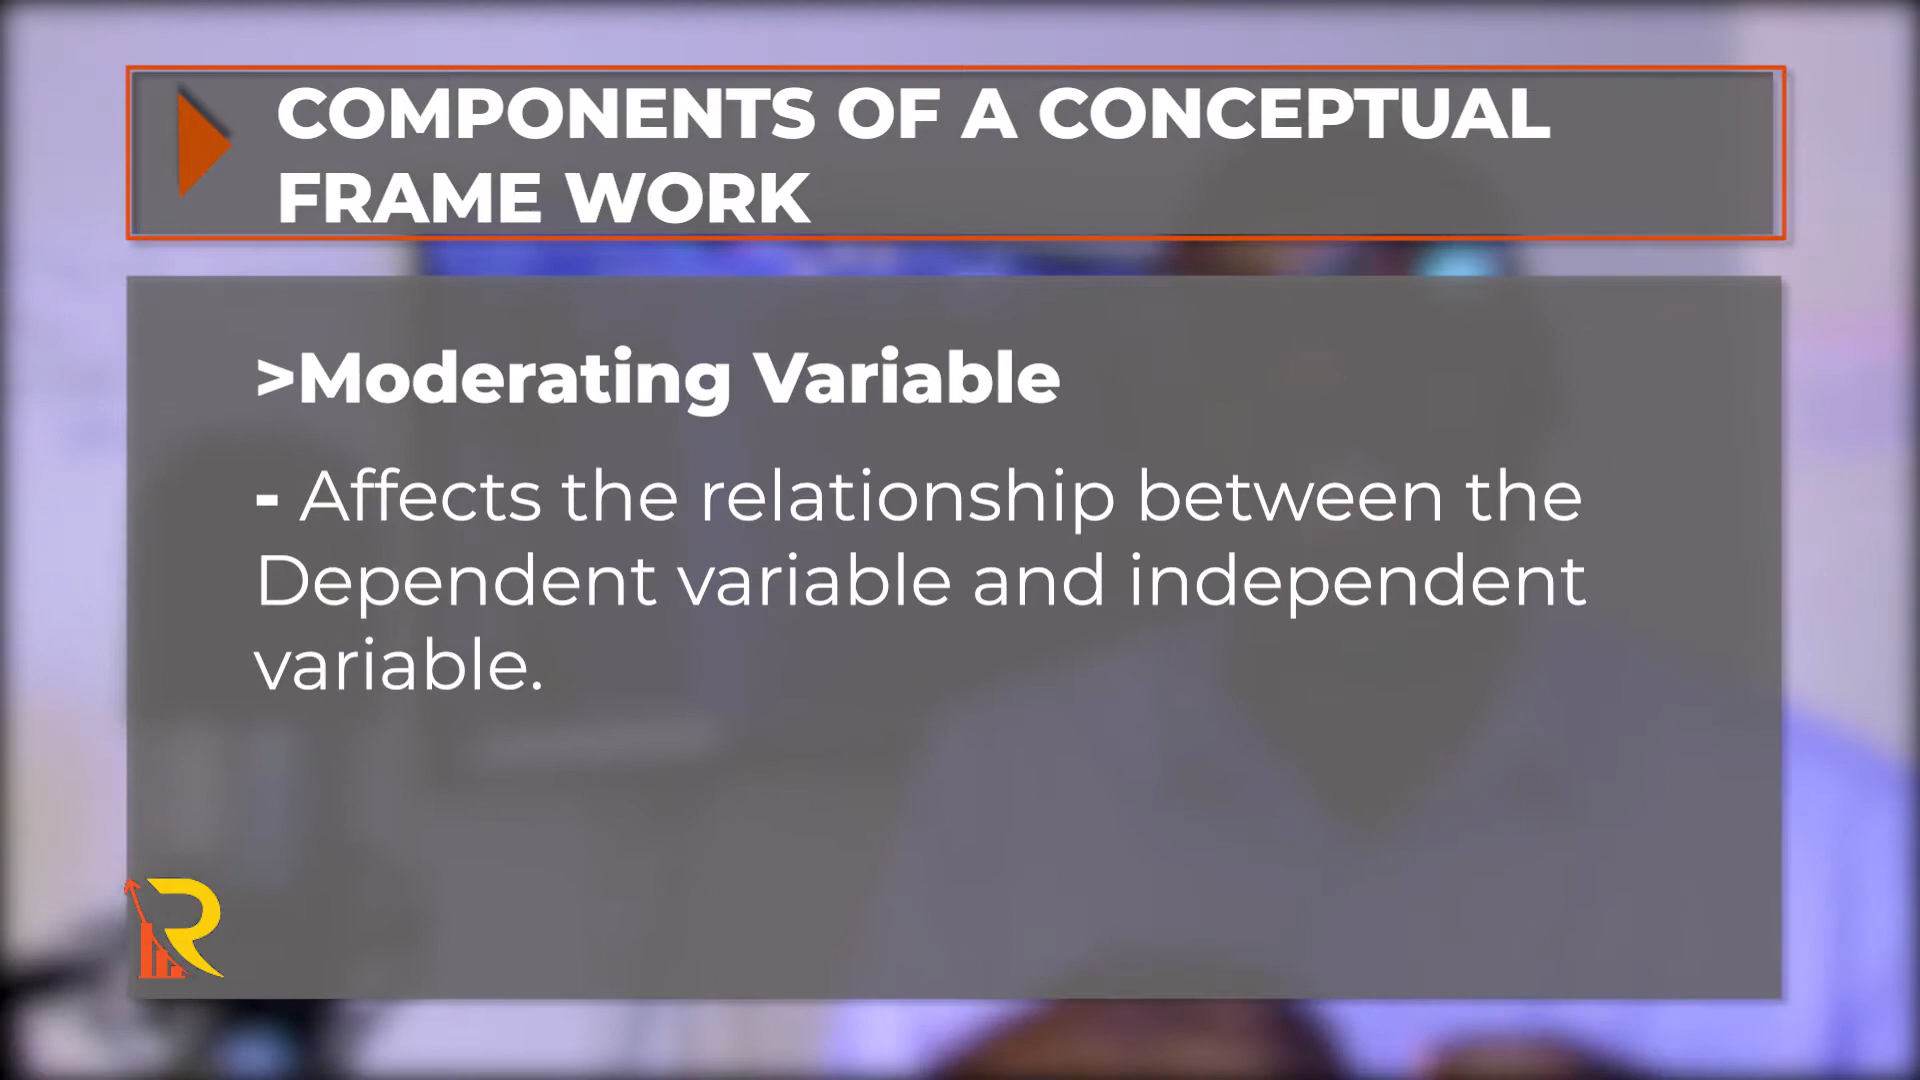 COMPONENTS OF A CONCEPTUAL
FRAME WORK
>Moderating Variable
- Affects the relationship between the
Dependent variable and independent
variable.
R